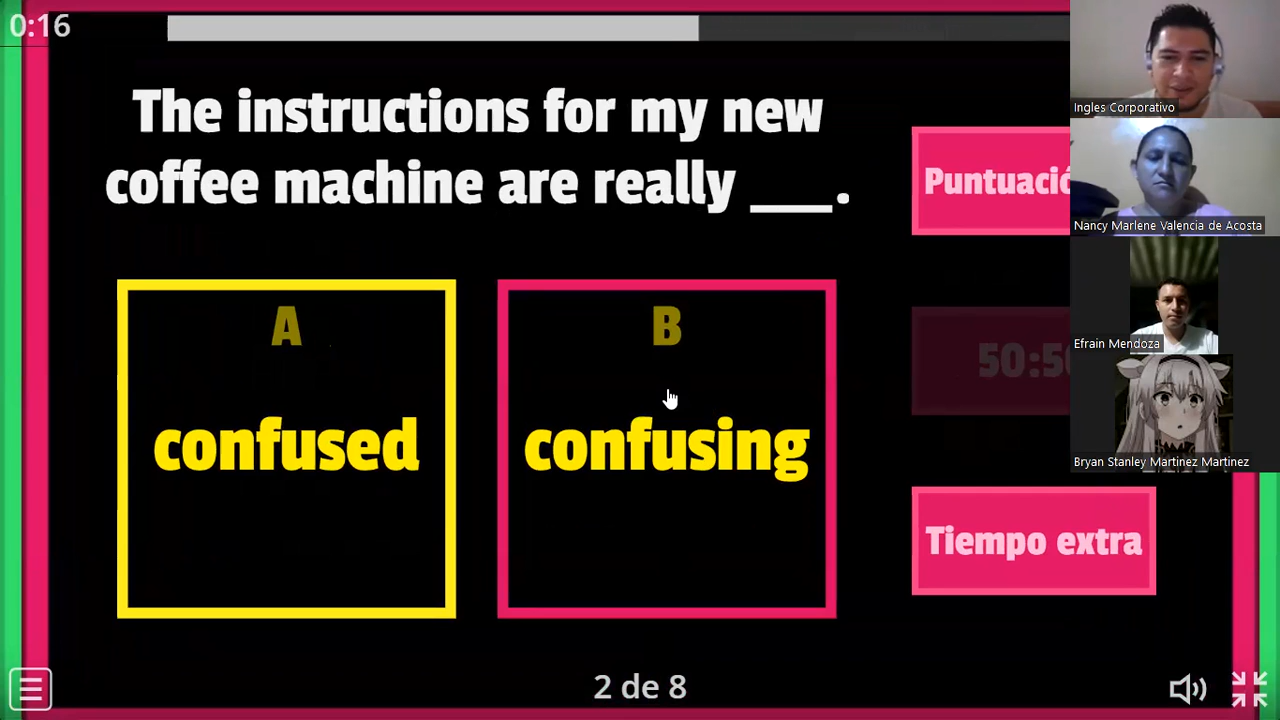 0:16
The instructions for my new
coffee machine are really ___.
A
confused
B
confusing
Puntuació
50:50
Tiempo extra
2 de 8
Ingles Corporativo
Nancy Marlene Valencia de Acosta
Efrain Mendoza
Bryan Stanley Martinez Martinez